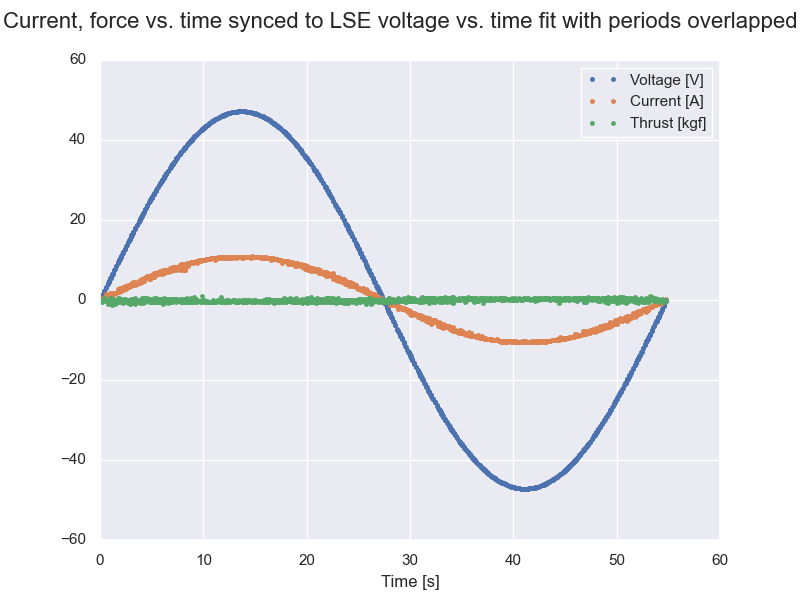 Current, force vs. time synced to LSE voltage vs. time fit with periods overlapped
60
Voltage [V]
Current [A]
Thrust [kgf]
40
20
0
−20
−40
−60
0 10 20 30 40 50 60
Time [s]